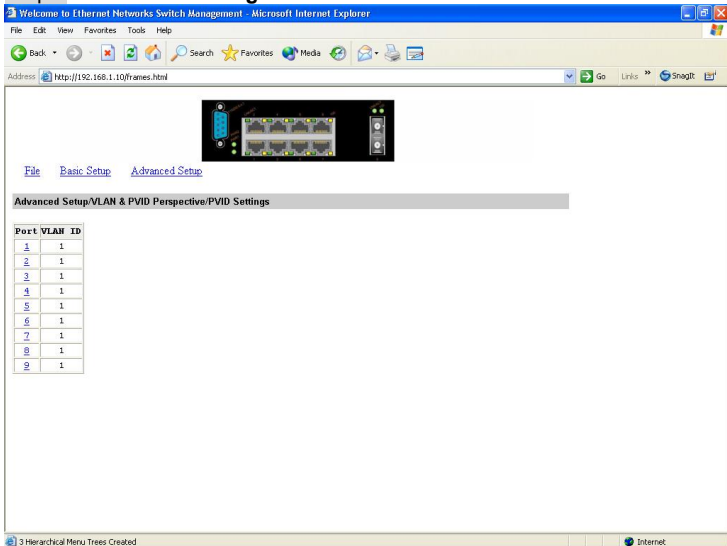 Welcome to Ethernet Networks Switch Management - Microsoft Internet Explorer
File Edit View Favorites Tools Help
Back Search Favorites Media
Address http://192.168.1.10/frames.html Go Links » SnagIt
File Basic Setup Advanced Setup
Advanced Setup/VLAN & PVID Perspective/PVID Settings
Port VLAN ID
1 1
2 1
3 1
4 1
5 1
6 1
7 1
8 1
9 1
3 Hierarchical Menu Trees Created Internet